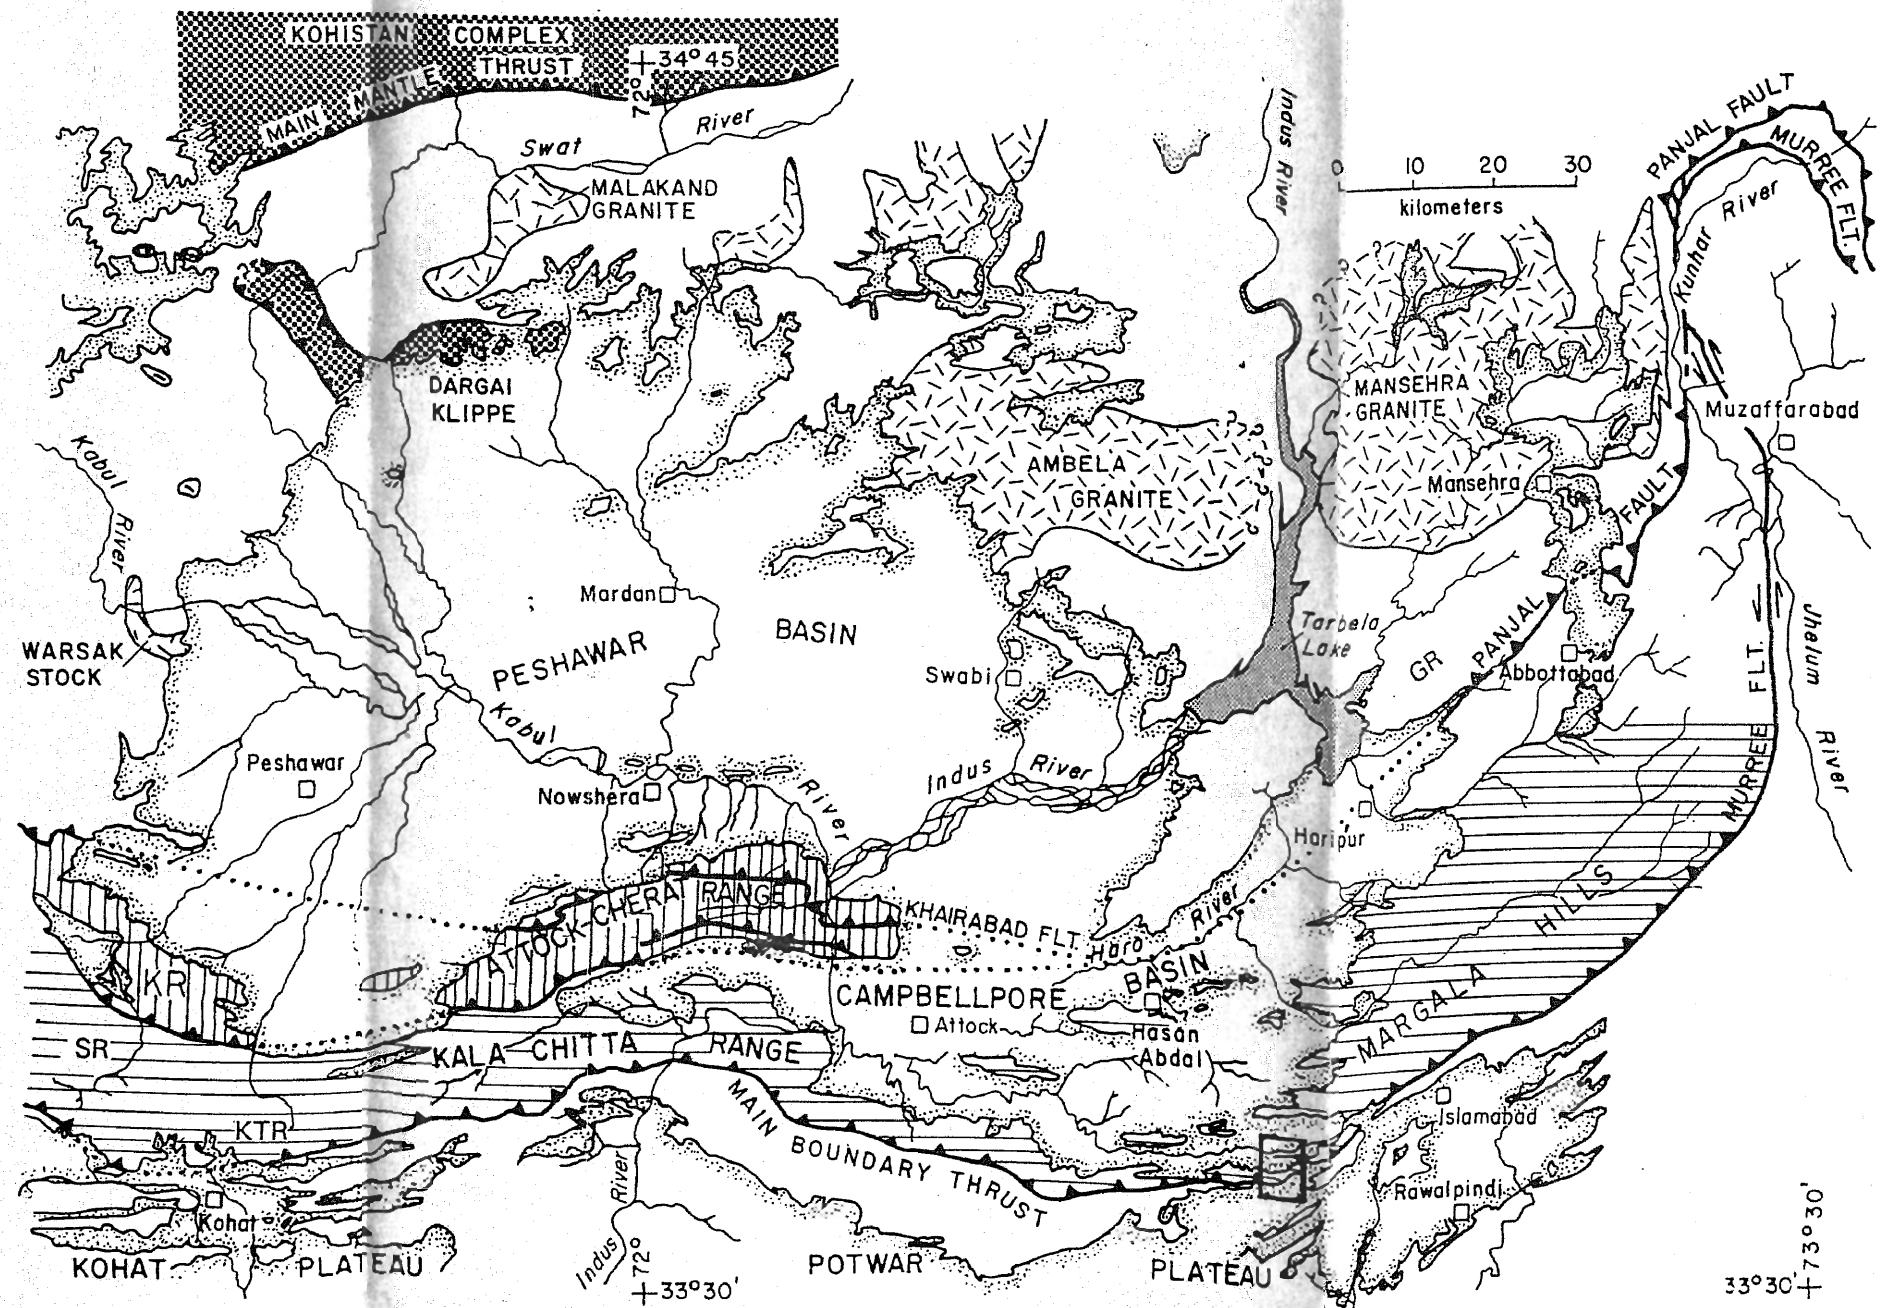 KOHISTAN COMPLEX
THRUST
34°45
72°
MAIN MANTLE
Swat
River
MALAKAND
GRANITE
Indus River
0 10 20 30
kilometers
PANJAL FAULT
MURREE FLT.
River
Kunhar
DARGAI
KLIPPE
MANSEHRA
GRANITE
Muzaffarabad
Kabul
River
AMBELA
GRANITE
Mansehra
FAULT
Mardan
BASIN
PESHAWAR
WARSAK
STOCK
Tarbela
Lake
GR
PANJAL
Abbottabad
Swabi
Jhelum
River
FLT.
MURREE
Kabul
River
Peshawar
Nowshera
Indus
River
Haripur
HILLS
MARGALA
ATTOCK-CHERAT RANGE
KHAIRABAD FLT.
Haro
River
BASIN
KR
CAMPBELLPORE
Attock
Hasan
Abdal
SR
KALA CHITTA RANGE
KTR
MAIN BOUNDARY THRUST
Islamabad
Rawalpindi
Kohat
KOHAT PLATEAU
Indus
River
72°
33°30'
POTWAR
PLATEAU
33°30'
73°30'